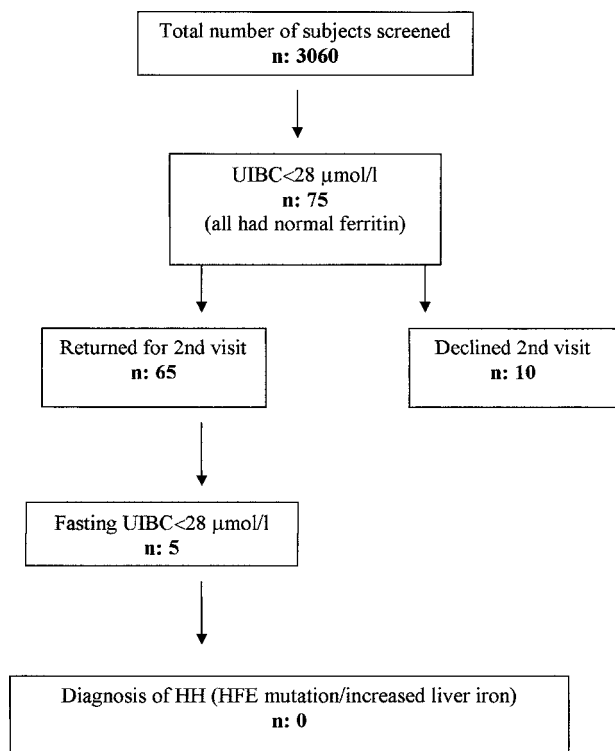 Total number of subjects screened
n: 3060
UIBC<28 μmol/l
n: 75
(all had normal ferritin)
Returned for 2nd visit
n: 65
Declined 2nd visit
n: 10
Fasting UIBC<28 μmol/l
n: 5
Diagnosis of HH (HFE mutation/increased liver iron)
n: 0